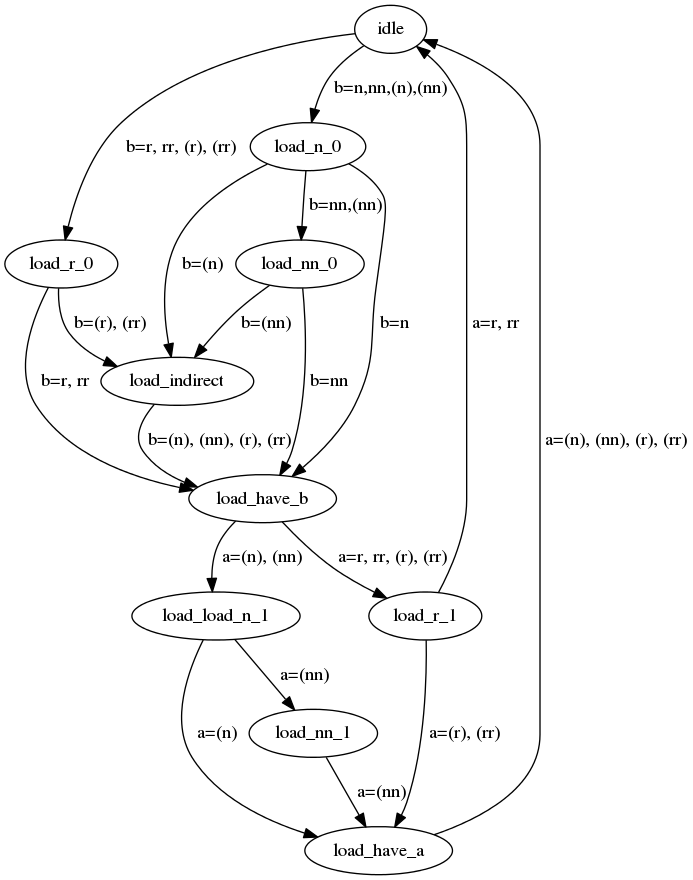 idle
b=n,nn,(n),(nn)
b=r, rr, (r), (rr)
load_n_0
b=nn,(nn)
load_r_0
b=(n)
load_nn_0
b=(r), (rr)
b=(nn)
b=n
a=r, rr
b=r, rr
load_indirect
b=nn
b=(n), (nn), (r), (rr)
a=(n), (nn), (r), (rr)
load_have_b
a=(n), (nn)
a=r, rr, (r), (rr)
load_load_n_1
load_r_1
a=(nn)
a=(n)
load_nn_1
a=(r), (rr)
a=(nn)
load_have_a